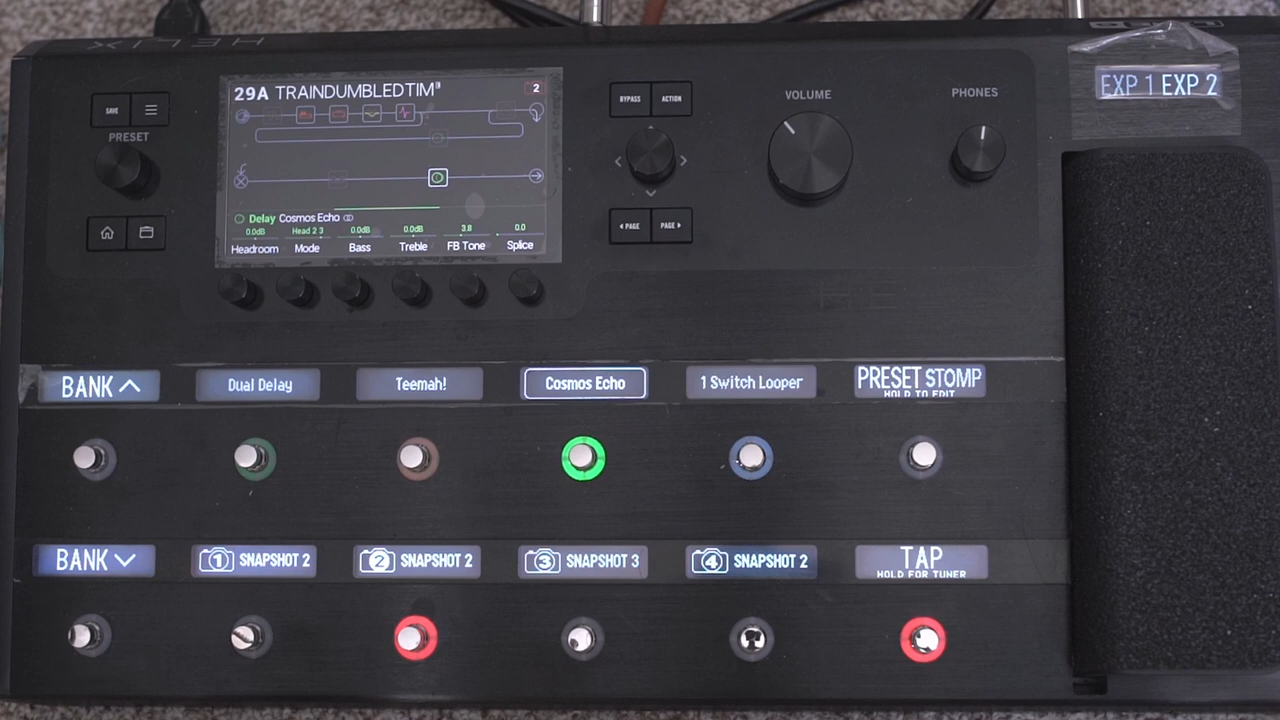 HELIX
EXP 1 EXP 2
SAVE
PRESET
29A TRAINDUMBLEDTIM
2
Delay Cosmos Echo
0.0dB Head 2 3 0.0dB 0.0dB 3.8 0.0
Headroom Mode Bass Treble FB Tone Splice
BYPASS ACTION
PAGE PAGE
VOLUME
PHONES
BANK
Dual Delay
Teemah!
Cosmos Echo
1 Switch Looper
PRESET STOMP
HOLD TO EDIT
BANK
1 SNAPSHOT 2
2 SNAPSHOT 2
3 SNAPSHOT 3
4 SNAPSHOT 2
TAP
HOLD FOR TUNER